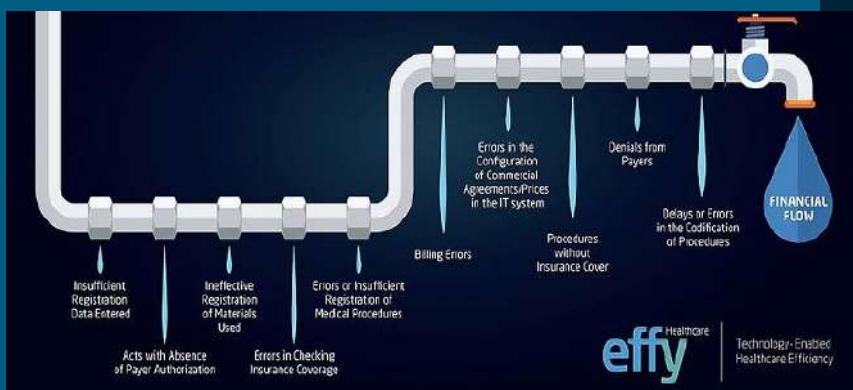 Insufficient
Registration
Data Entered
Acts with Absence
of Payer Authorization
Ineffective
Registration
of Materials
Used
Errors in Checking
Insurance Coverage
Errors or Insufficient
Registration of
Medical Procedures
Billing Errors
Errors in the
Configuration
of Commercial
Agreements/Prices
in the IT system
Procedures
without
Insurance Cover
Denials from
Payers
Delays or Errors
in the Codification
of Procedures
FINANCIAL
FLOW
effy Healthcare
Technology-Enabled
Healthcare Efficiency